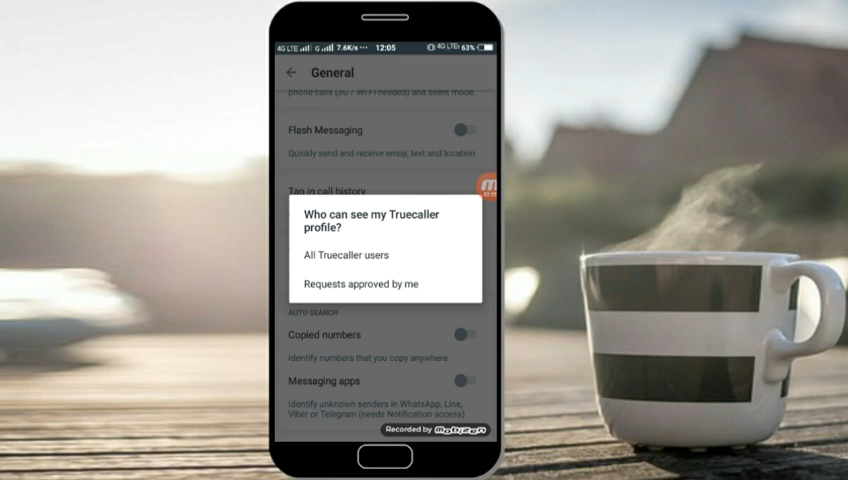 4G LTE G 7.6K/s ··· 12:05 4G LTE 63%
General
phone calls (3G / Wi-Fi needed) and silent mode.
Flash Messaging
Quickly send and receive emoji, text and location
Tap in call history
Who can see my Truecaller
profile?
All Truecaller users
Requests approved by me
AUTO SEARCH
Copied numbers
Identify numbers that you copy anywhere
Messaging apps
Identify unknown senders in WhatsApp, Line,
Viber or Telegram (needs Notification access)
Recorded by mobizen